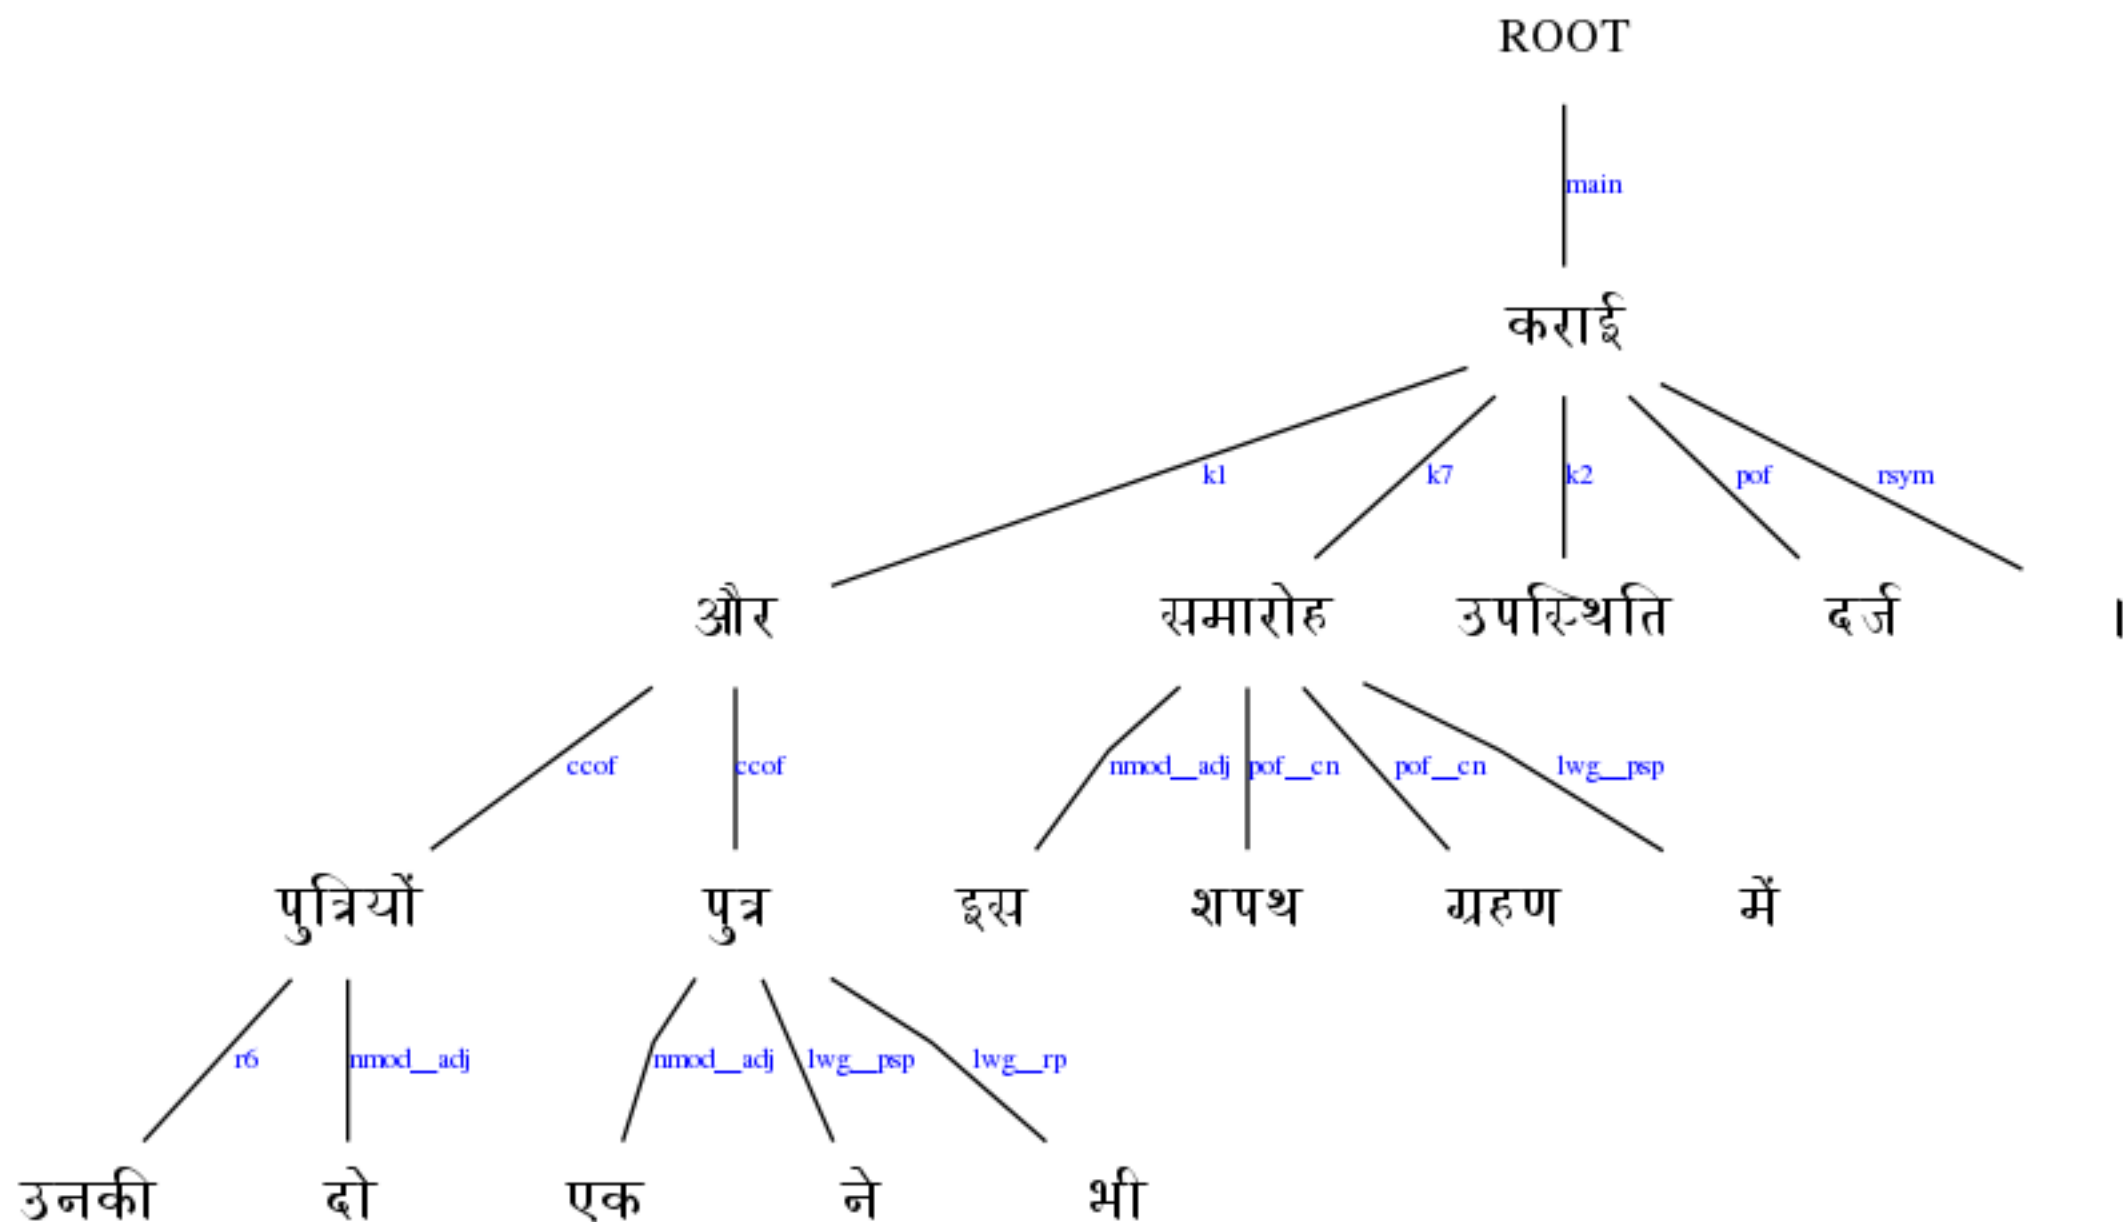 ROOT
main
कराई
k1 k7 k2 pof rsym
और समारोह उपस्थिति दर्ज ।
ccof ccof nmod__adj pof__cn pof__cn lwg__psp
पुत्रियों पुत्र इस शपथ ग्रहण में
r6 nmod__adj nmod__adj lwg__psp lwg__rp
उनकी दो एक ने भी